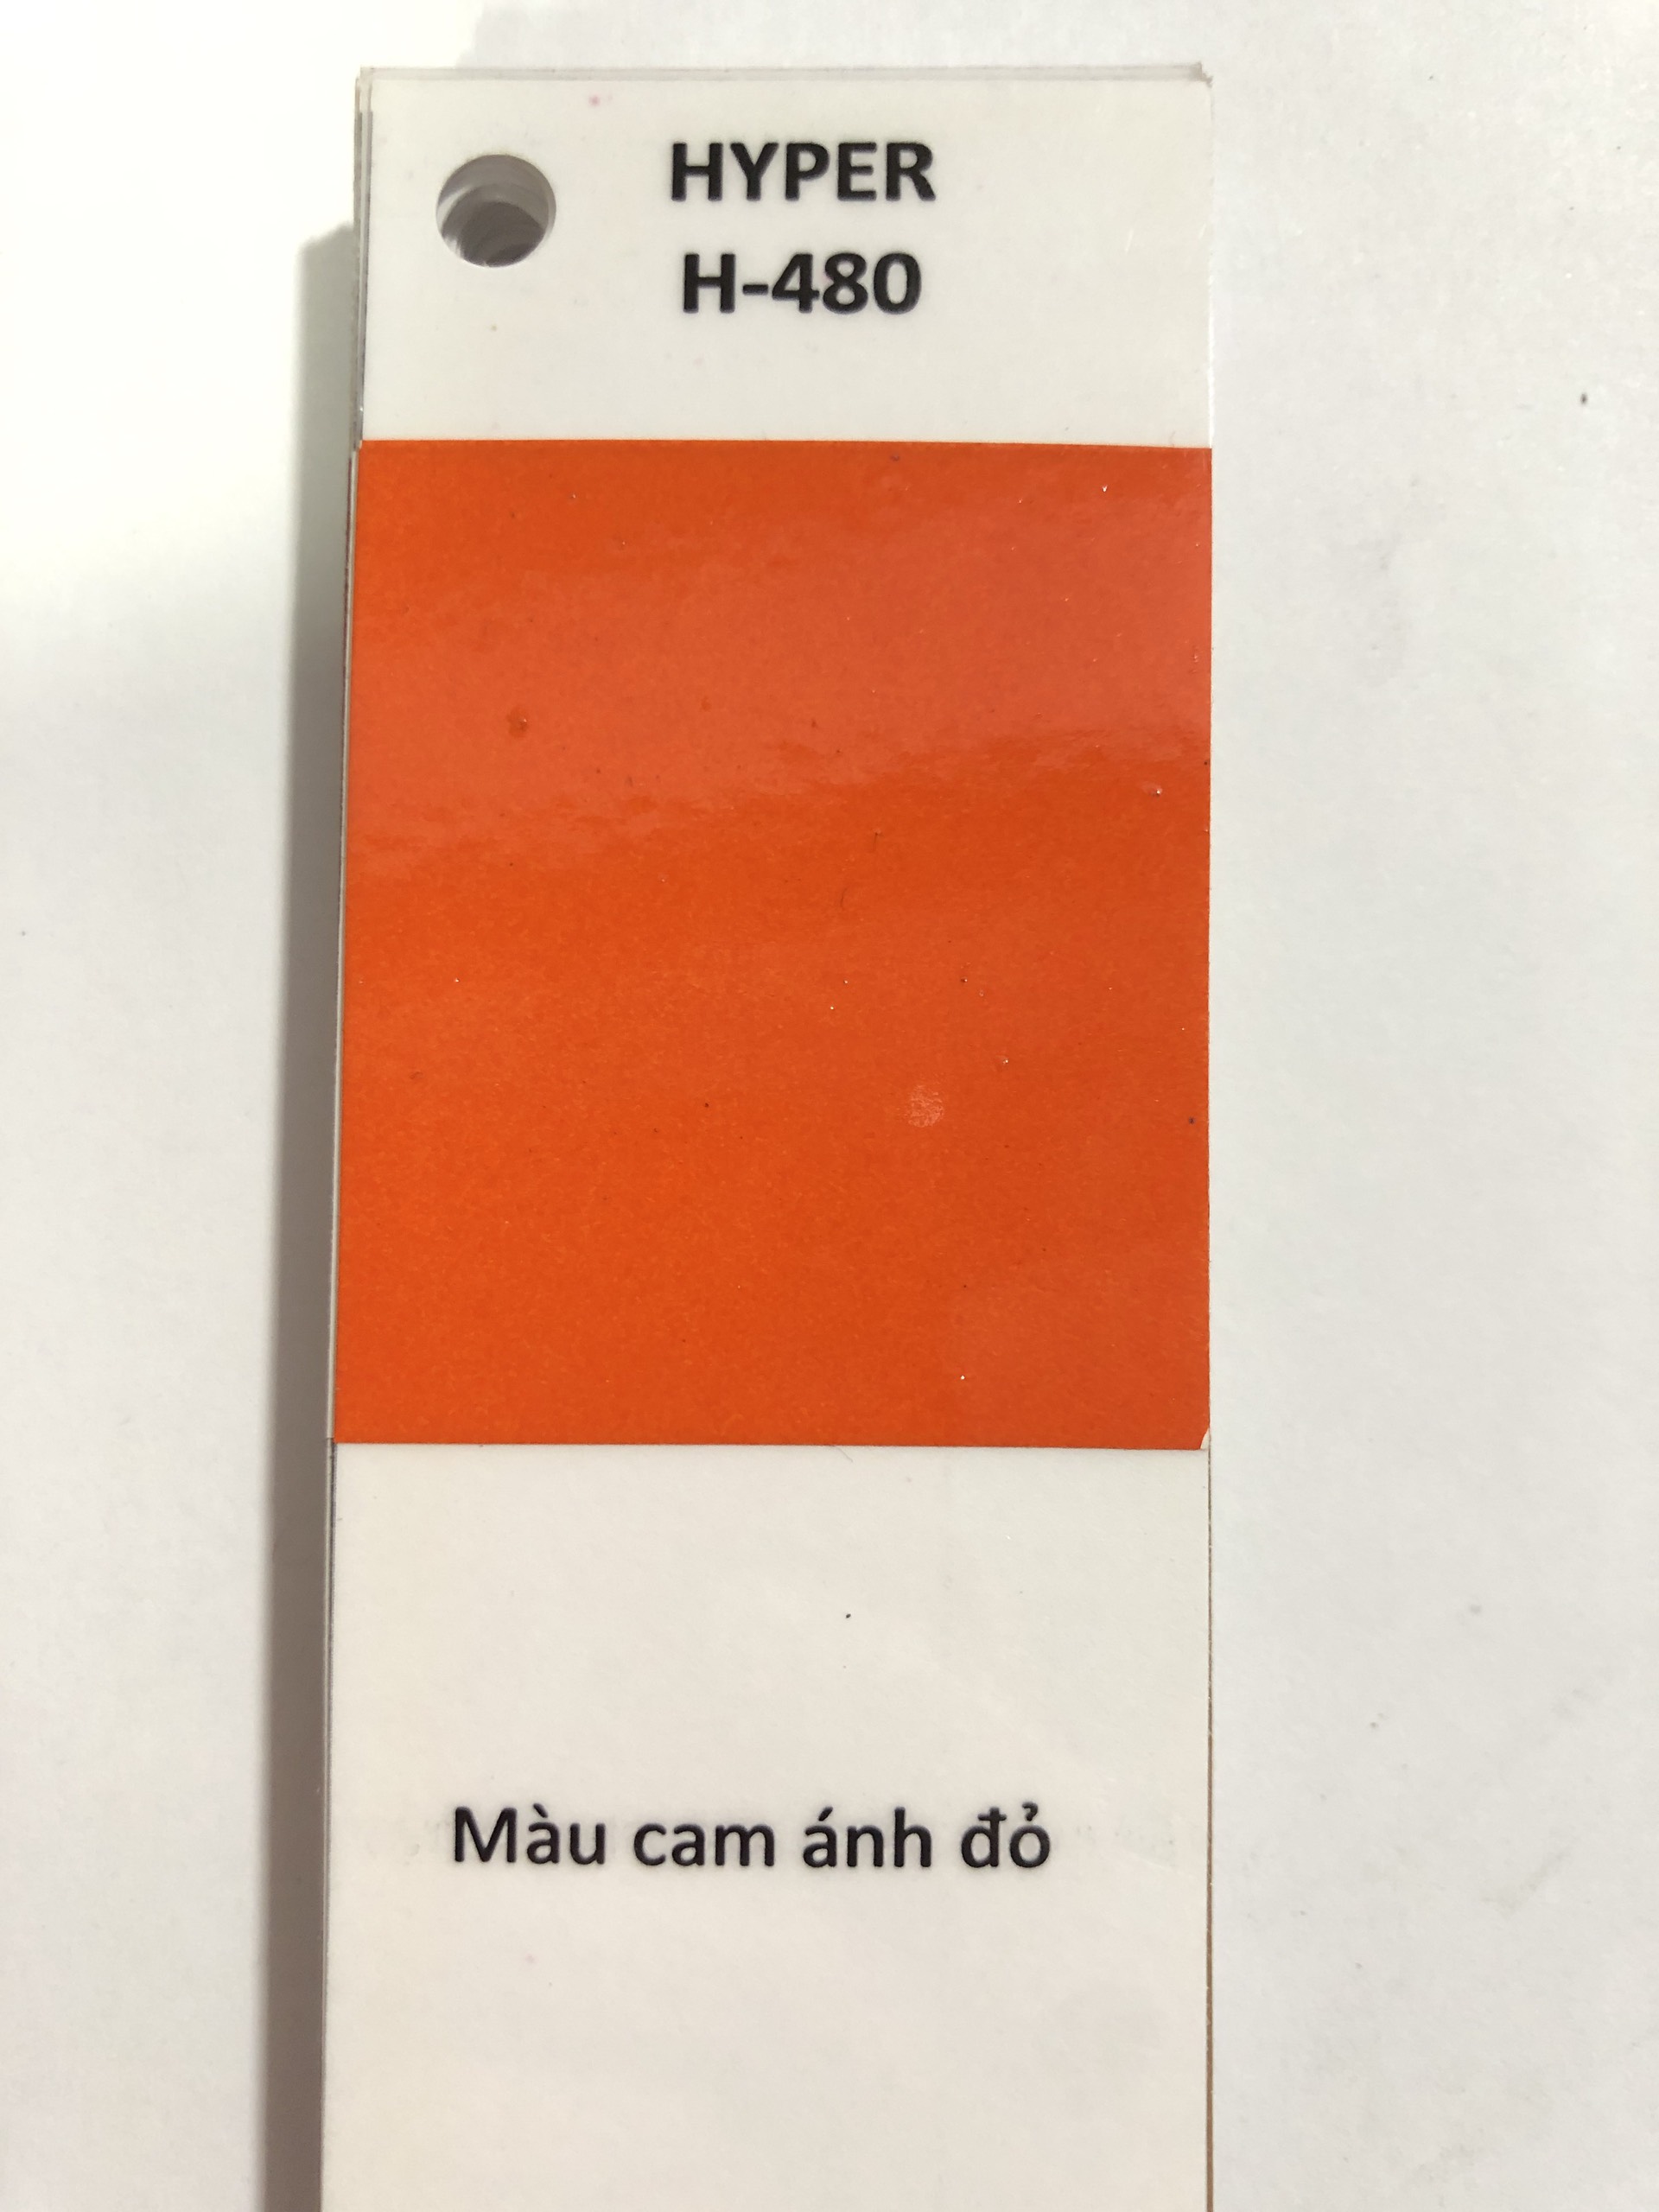 HYPER
H-480
Màu cam ánh đỏ